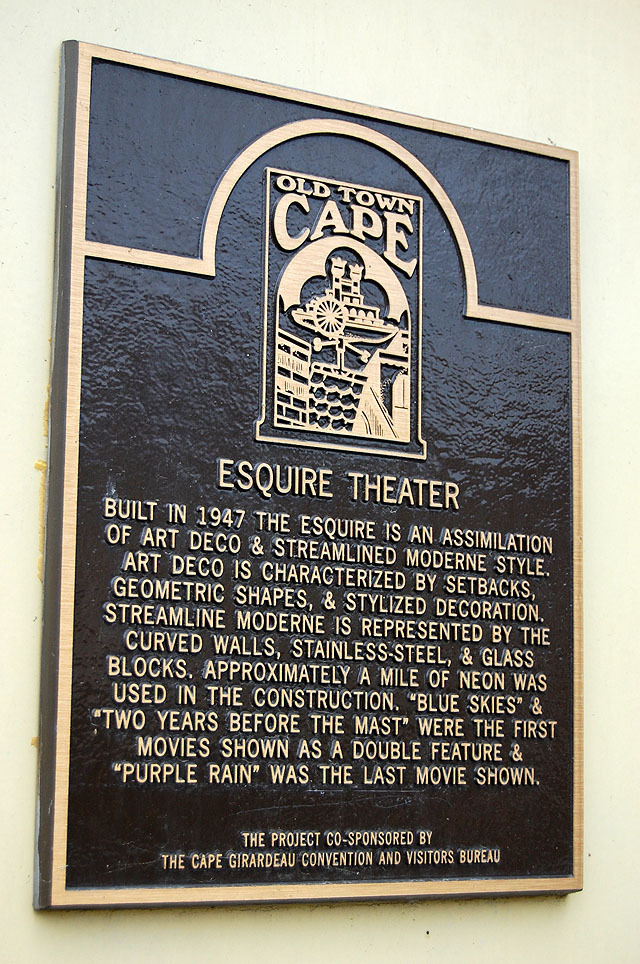 OLD TOWN
CAPE
ESQUIRE THEATER
BUILT IN 1947 THE ESQUIRE IS AN ASSIMILATION
OF ART DECO & STREAMLINED MODERNE STYLE.
ART DECO IS CHARACTERIZED BY SETBACKS,
GEOMETRIC SHAPES, & STYLIZED DECORATION.
STREAMLINE MODERNE IS REPRESENTED BY THE
CURVED WALLS, STAINLESS-STEEL, & GLASS
BLOCKS. APPROXIMATELY A MILE OF NEON WAS
USED IN THE CONSTRUCTION. "BLUE SKIES" &
"TWO YEARS BEFORE THE MAST" WERE THE FIRST
MOVIES SHOWN AS A DOUBLE FEATURE &
"PURPLE RAIN" WAS THE LAST MOVIE SHOWN.
THE PROJECT CO-SPONSORED BY
THE CAPE GIRARDEAU CONVENTION AND VISITORS BUREAU